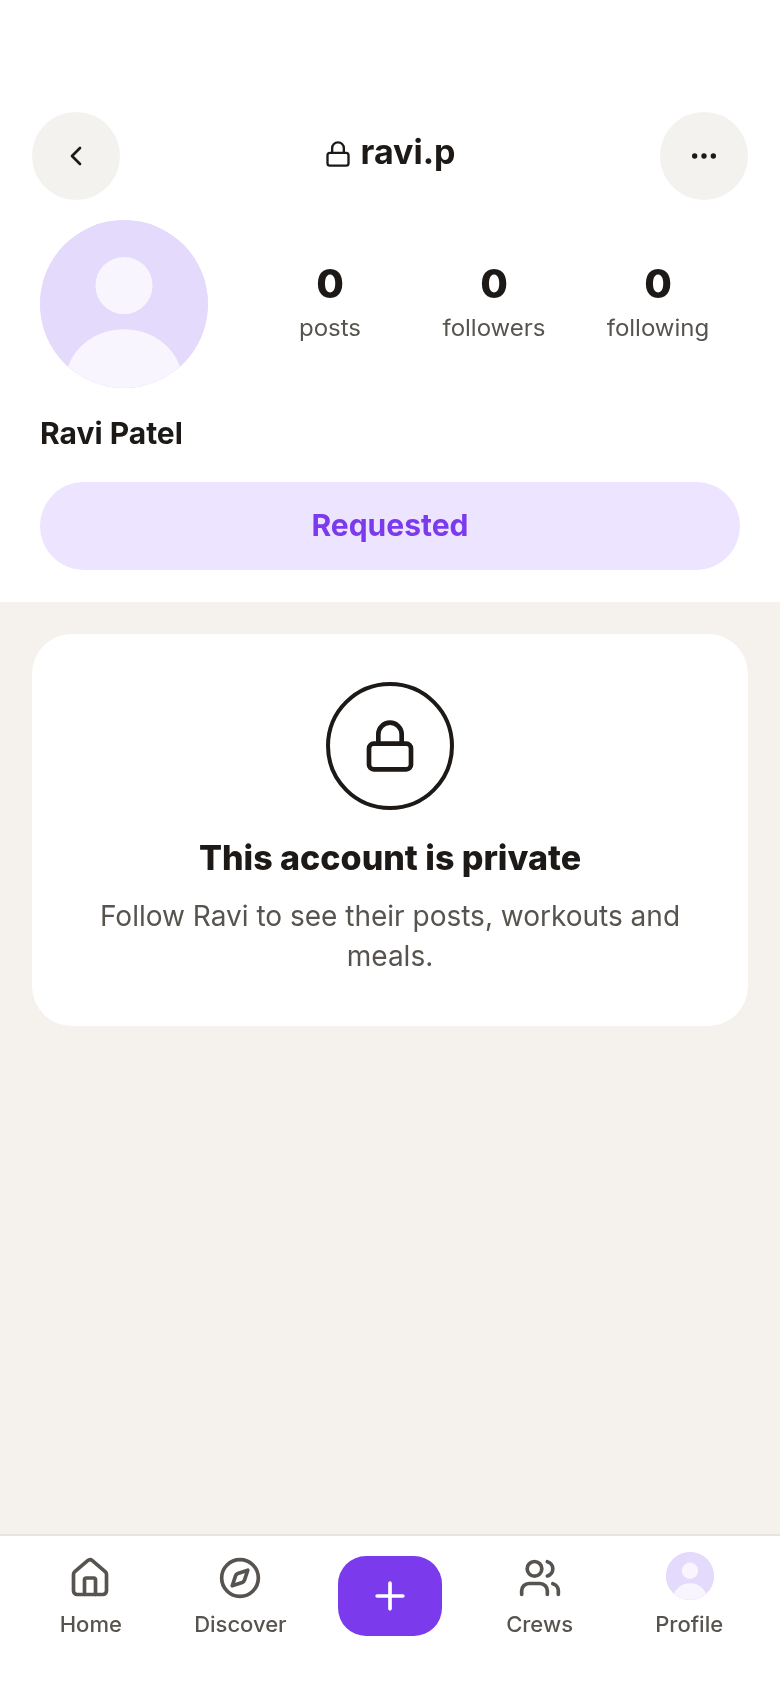 ravi.p
0 0 0
posts followers following
Ravi Patel
Requested
This account is private
Follow Ravi to see their posts, workouts and
meals.
Home Discover Crews Profile